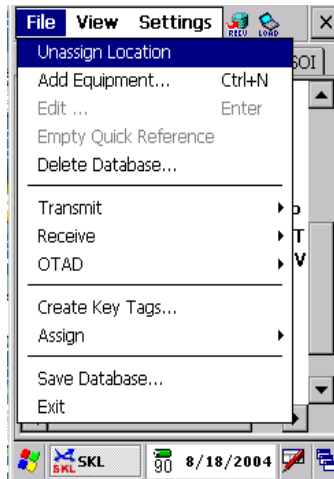 File View Settings RECV SKL
Unassign Location
SOI
Add Equipment... Ctrl+N
Edit ... Enter
Empty Quick Reference
Delete Database...
Transmit
Receive T
OTAD V
Create Key Tags...
Assign
Save Database...
Exit
SKL SKL 90 8/18/2004